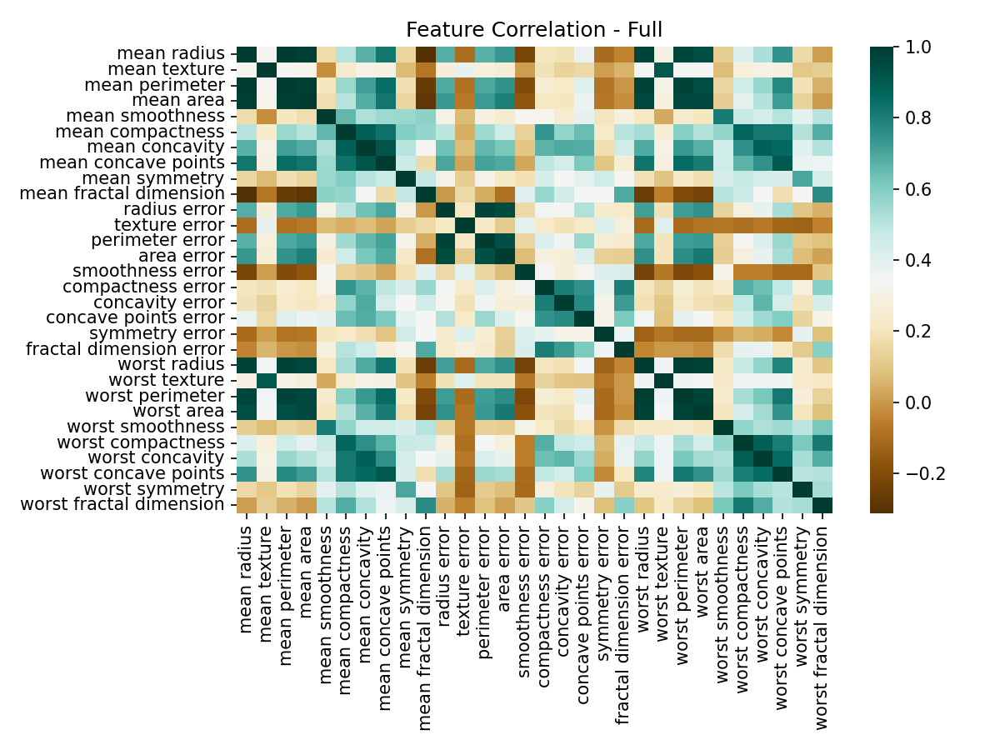 Feature Correlation - Full
mean radius
mean texture
mean perimeter
mean area
mean smoothness
mean compactness
mean concavity
mean concave points
mean symmetry
mean fractal dimension
radius error
texture error
perimeter error
area error
smoothness error
compactness error
concavity error
concave points error
symmetry error
fractal dimension error
worst radius
worst texture
worst perimeter
worst area
worst smoothness
worst compactness
worst concavity
worst concave points
worst symmetry
worst fractal dimension
mean radius
mean texture
mean perimeter
mean area
mean smoothness
mean compactness
mean concavity
mean concave points
mean symmetry
mean fractal dimension
radius error
texture error
perimeter error
area error
smoothness error
compactness error
concavity error
concave points error
symmetry error
fractal dimension error
worst radius
worst texture
worst perimeter
worst area
worst smoothness
worst compactness
worst concavity
worst concave points
worst symmetry
worst fractal dimension
1.0
0.8
0.6
0.4
0.2
0.0
−0.2